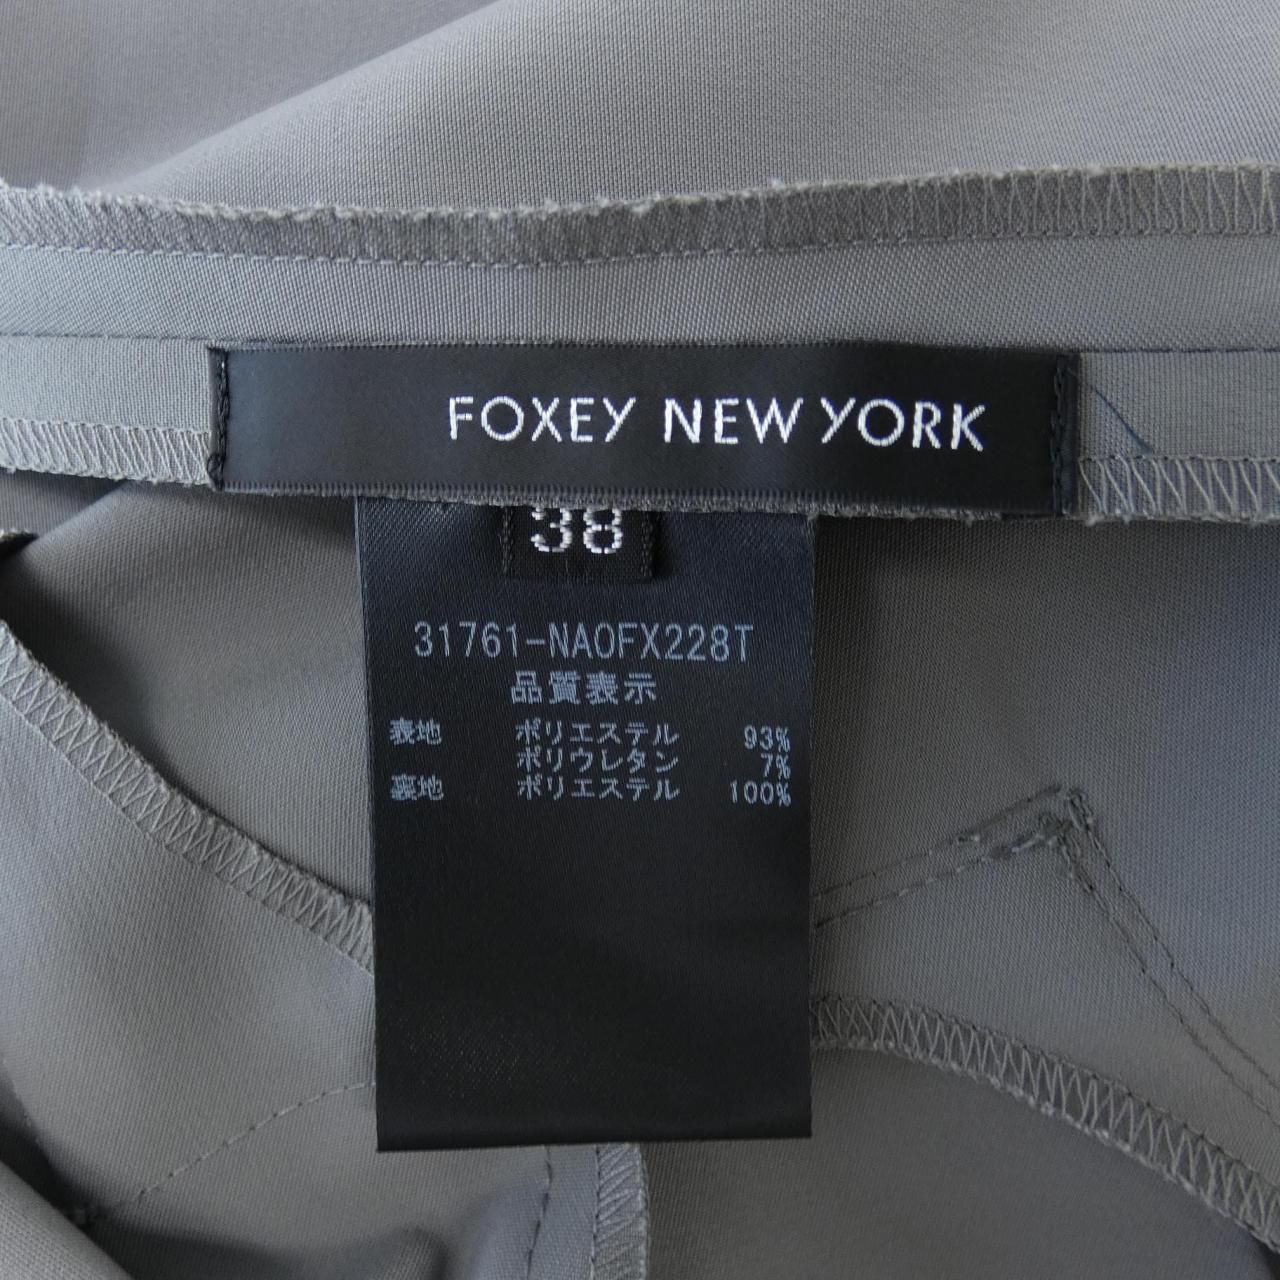 FOXEY NEW YORK
38
31761-NAOFX228T
品質表示
表地 ポリエステル 93%
ポリウレタン 7%
裏地 ポリエステル 100%